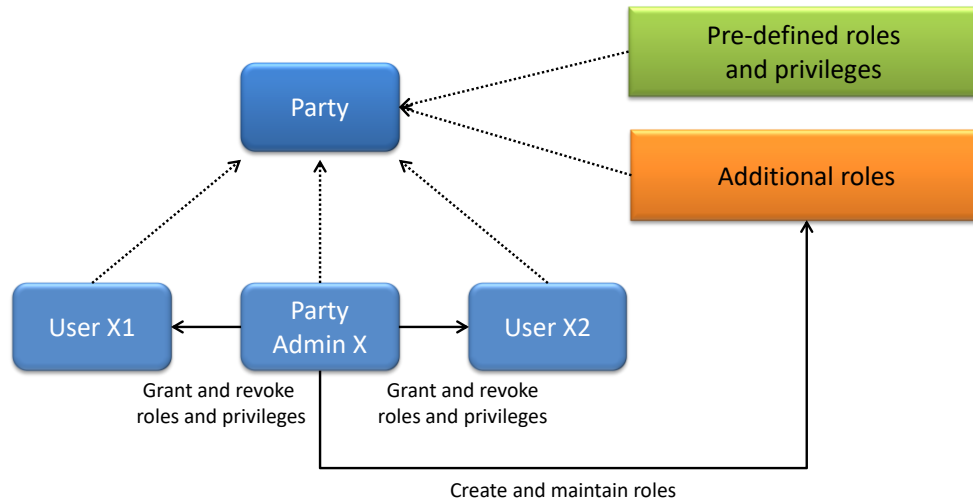 Pre-defined roles
and privileges
Party
Additional roles
User X1
Party
Admin X
User X2
Grant and revoke
roles and privileges
Grant and revoke
roles and privileges
Create and maintain roles